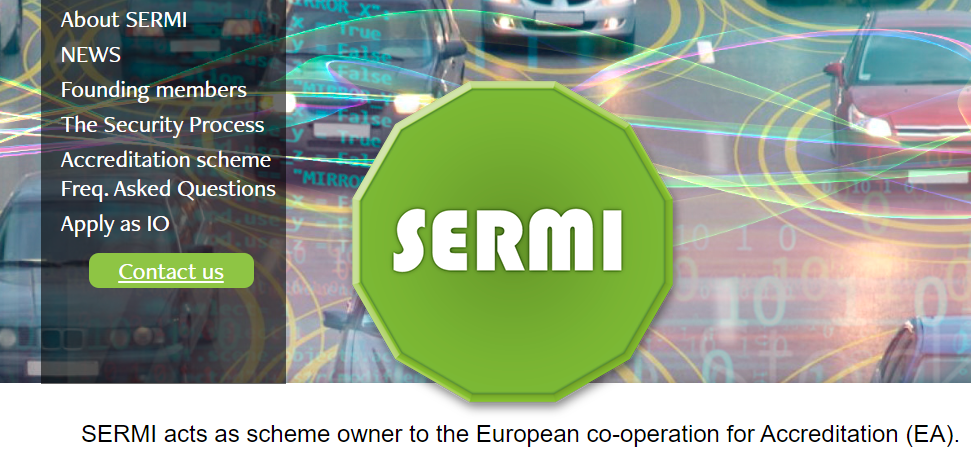 About SERMI
NEWS
Founding members
The Security Process
Accreditation scheme
Freq. Asked Questions
Apply as IO
Contact us
SERMI
SERMI acts as scheme owner to the European co-operation for Accreditation (EA).